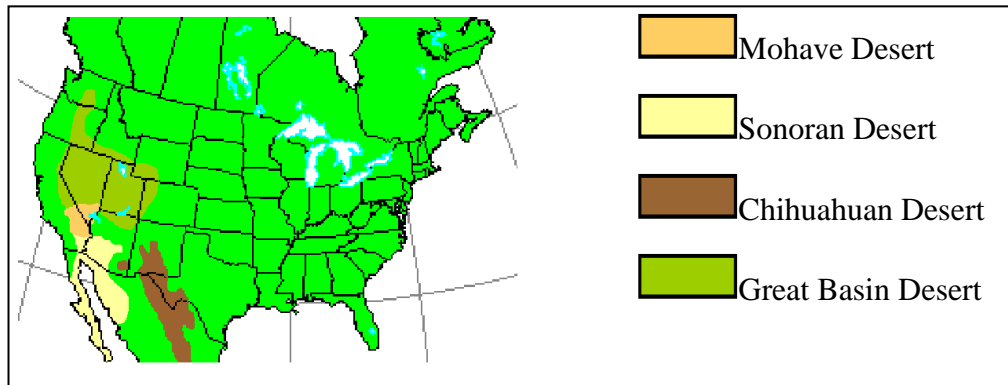 Mohave Desert
Sonoran Desert
Chihuahuan Desert
Great Basin Desert